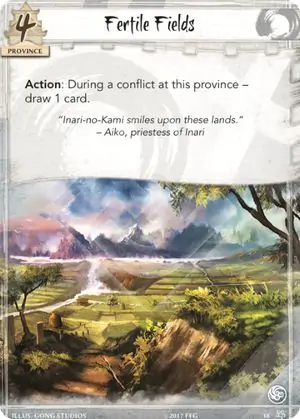 Fertile Fields
4
PROVINCE
Action: During a conflict at this province –
draw 1 card.
"Inari-no-Kami smiles upon these lands."
– Aiko, priestess of Inari
ILLUS. GONG STUDIOS
© 2017 FFG